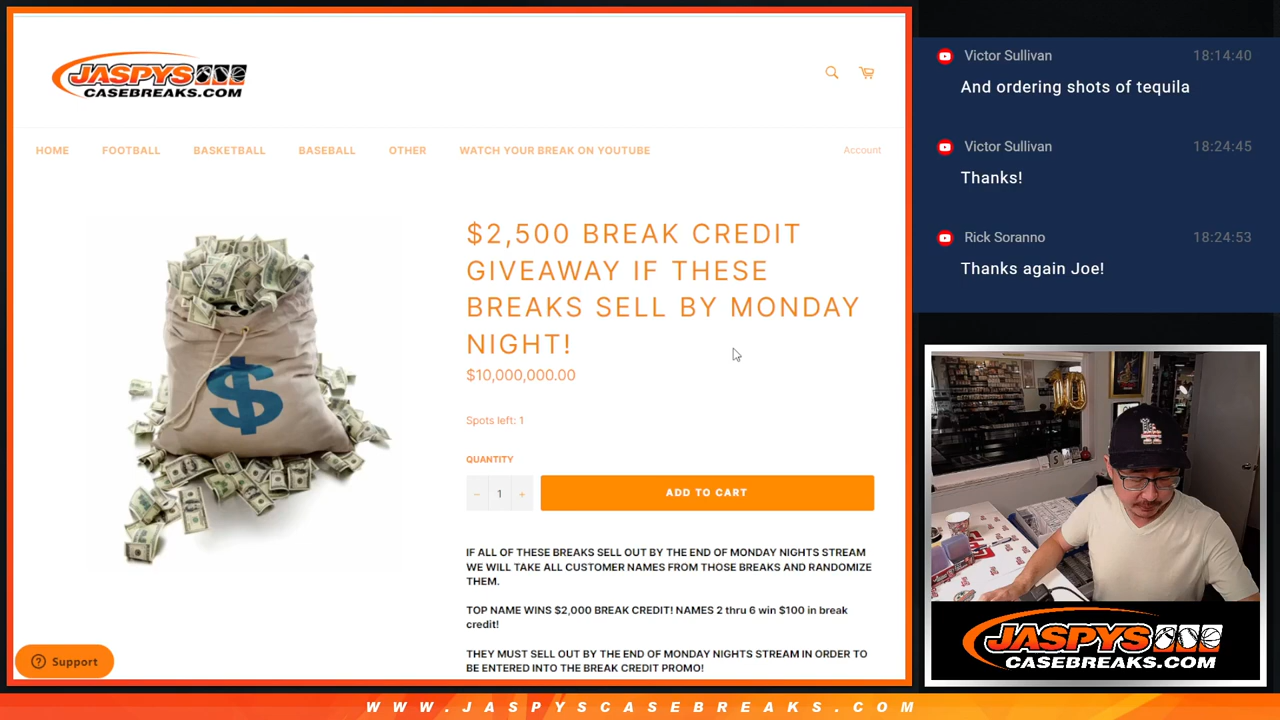 JASPYS
CASEBREAKS.COM
HOME FOOTBALL BASKETBALL BASEBALL OTHER WATCH YOUR BREAK ON YOUTUBE Account
$2,500 BREAK CREDIT
GIVEAWAY IF THESE
BREAKS SELL BY MONDAY
NIGHT!
$10,000,000.00
Spots left: 1
QUANTITY
− 1 + ADD TO CART
IF ALL OF THESE BREAKS SELL OUT BY THE END OF MONDAY NIGHTS STREAM
WE WILL TAKE ALL CUSTOMER NAMES FROM THOSE BREAKS AND RANDOMIZE
THEM.
TOP NAME WINS $2,000 BREAK CREDIT! NAMES 2 thru 6 win $100 in break
credit!
THEY MUST SELL OUT BY THE END OF MONDAY NIGHTS STREAM IN ORDER TO
BE ENTERED INTO THE BREAK CREDIT PROMO!
$
Support
Victor Sullivan 18:14:40
And ordering shots of tequila
Victor Sullivan 18:24:45
Thanks!
Rick Soranno 18:24:53
Thanks again Joe!
10
JASPYS
CASEBREAKS.COM
WWW.JASPYSCASEBREAKS.COM